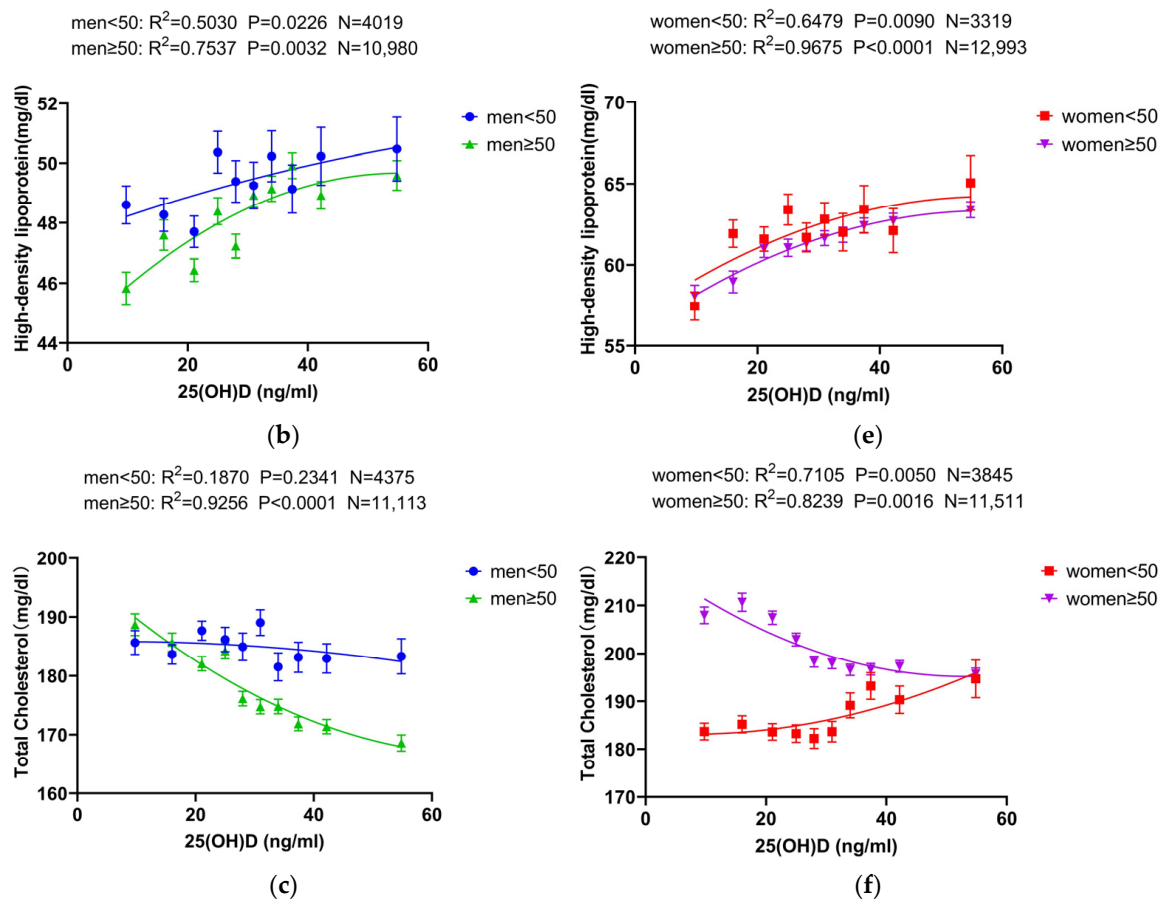 men<50: R²=0.5030 P=0.0226 N=4019
men≥50: R²=0.7537 P=0.0032 N=10,980
High-density lipoprotein(mg/dl)
52
50
48
46
44
0
20
40
60
25(OH)D (ng/ml)
men<50
men≥50
(b)
women<50: R²=0.6479 P=0.0090 N=3319
women≥50: R²=0.9675 P<0.0001 N=12,993
High-density lipoprotein(mg/dl)
70
65
60
55
0
20
40
60
25(OH)D (ng/ml)
women<50
women≥50
(e)
men<50: R²=0.1870 P=0.2341 N=4375
men≥50: R²=0.9256 P<0.0001 N=11,113
Total Cholesterol（mg/dl）
200
190
180
170
160
0
20
40
60
25(OH)D (ng/ml)
men<50
men≥50
(c)
women<50: R²=0.7105 P=0.0050 N=3845
women≥50: R²=0.8239 P=0.0016 N=11,511
Total Cholesterol（mg/dl）
220
210
200
190
180
170
0
20
40
60
25(OH)D (ng/ml)
women<50
women≥50
(f)